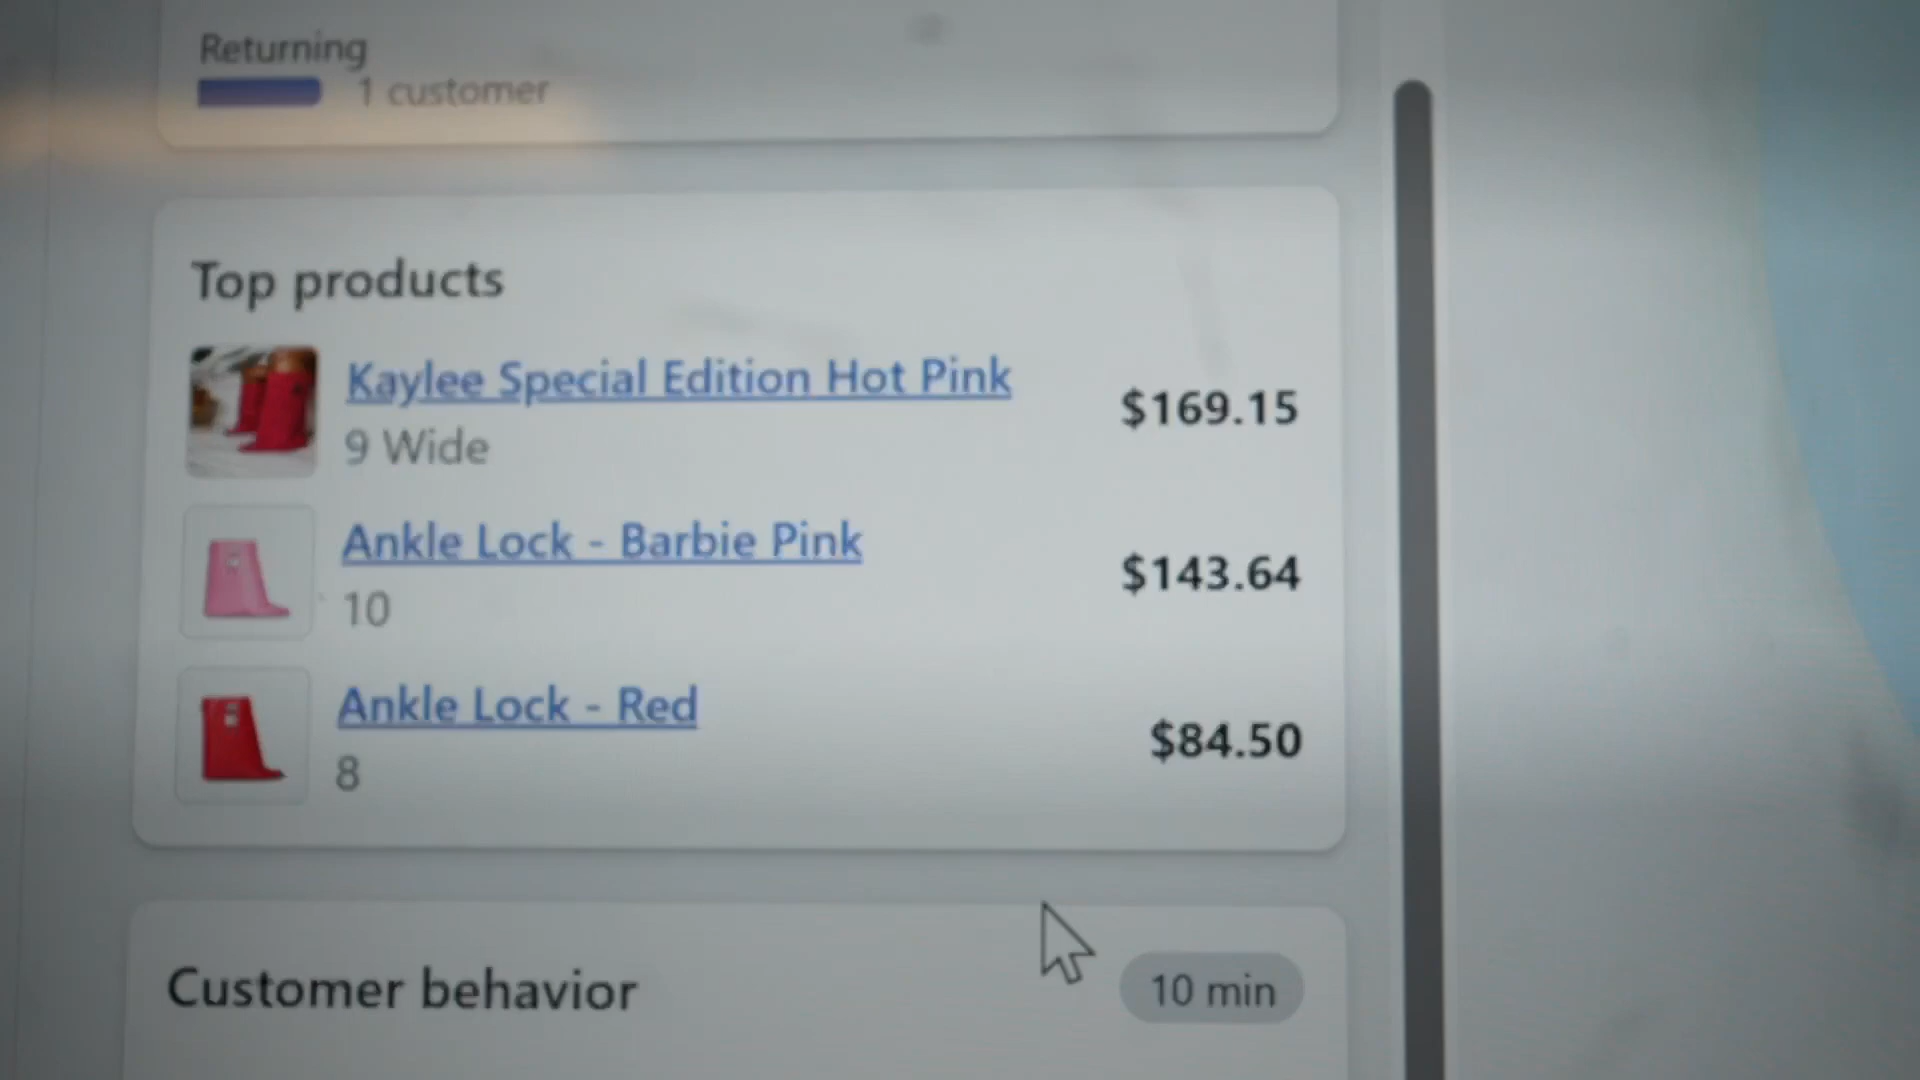 Returning
1 customer
Top products
Kaylee Special Edition Hot Pink
$169.15
9 Wide
Ankle Lock - Barbie Pink
$143.64
10
Ankle Lock - Red
$84.50
8
Customer behavior
10 min